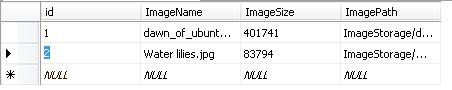 id ImageName ImageSize ImagePath
1 dawn_of_ubunt... 401741 ImageStorage/d...
2 Water lilies.jpg 83794 ImageStorage/...
NULL NULL NULL NULL